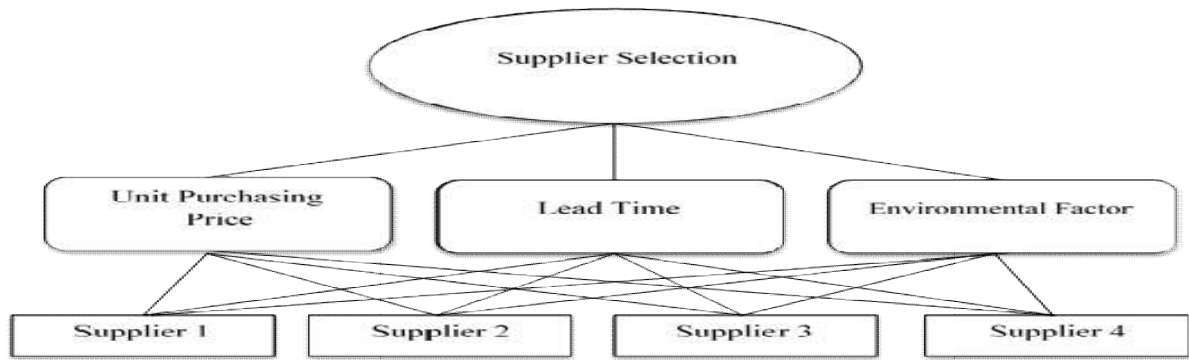 Supplier Selection
Unit Purchasing
Price
Lead Time
Environmental Factor
Supplier 1
Supplier 2
Supplier 3
Supplier 4